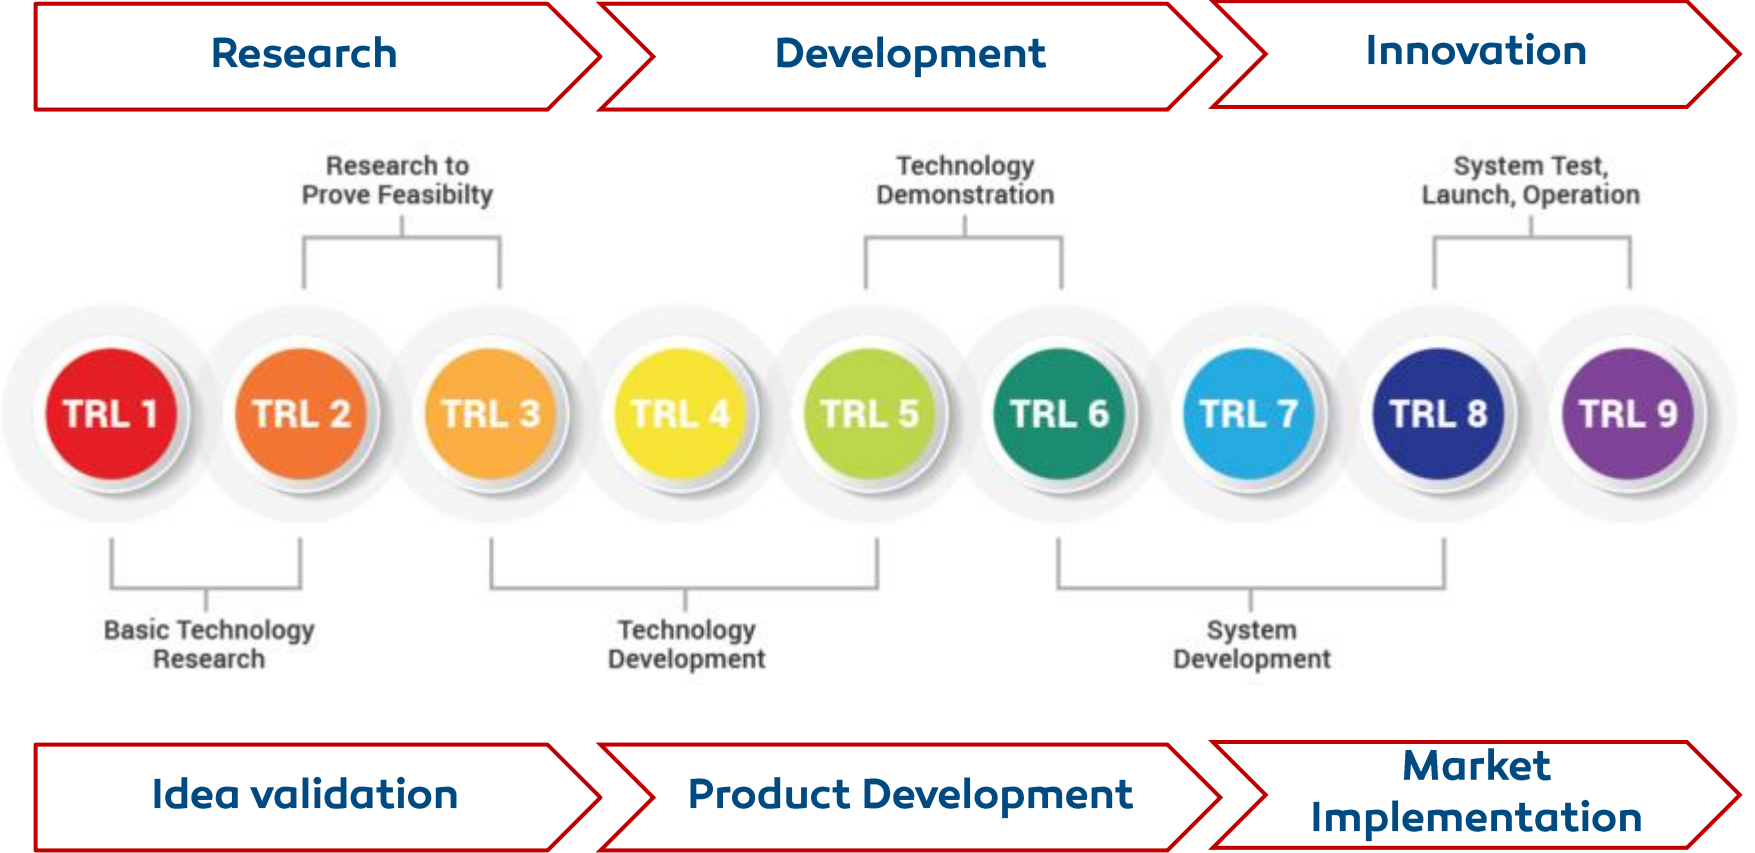 Research
Development
Innovation
Research to
Prove Feasibilty
Technology
Demonstration
System Test,
Launch, Operation
TRL 1
TRL 2
TRL 3
TRL 4
TRL 5
TRL 6
TRL 7
TRL 8
TRL 9
Basic Technology
Research
Technology
Development
System
Development
Idea validation
Product Development
Market
Implementation